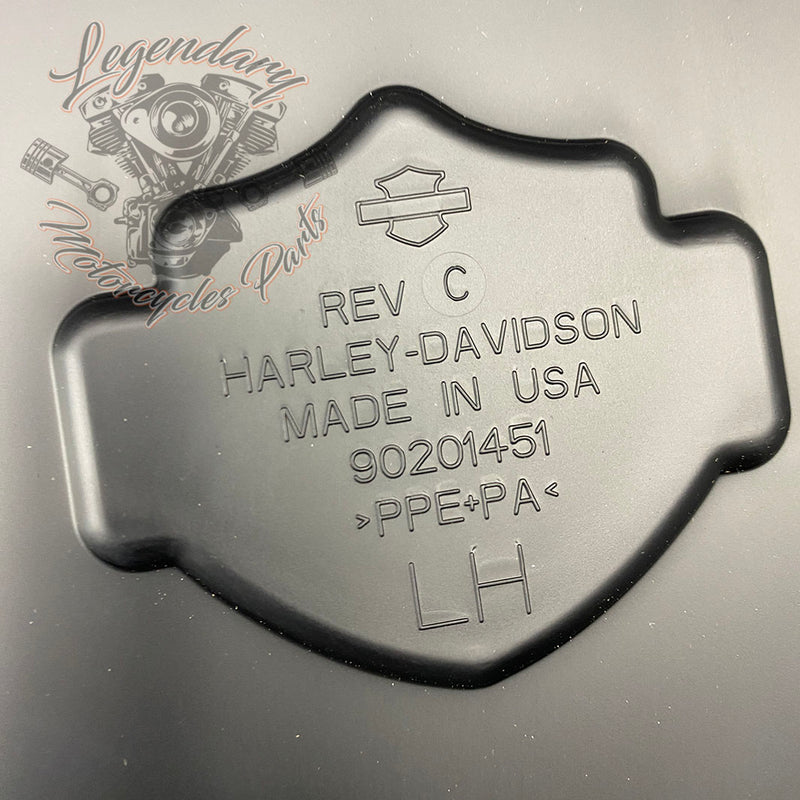 Legendary
Motorcycles Parts
REV C
HARLEY-DAVIDSON
MADE IN USA
90201451
>PPE+PA<
LH